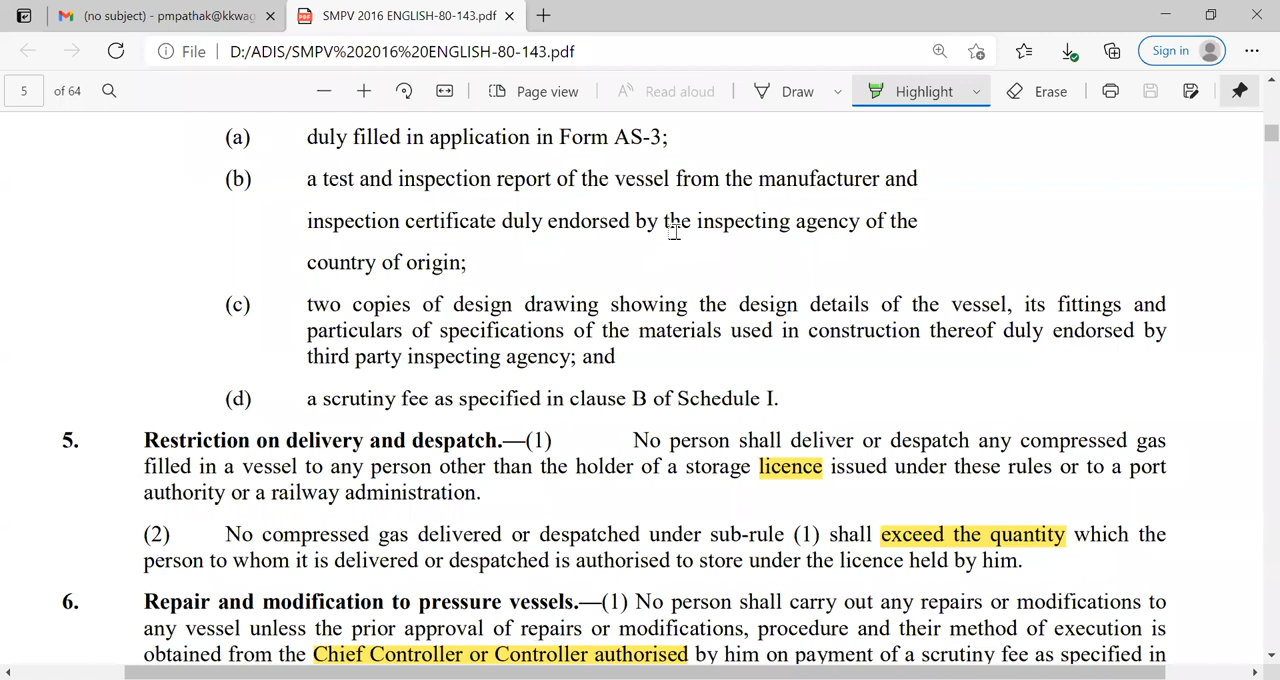 (no subject) - pmpathak@kkwag
SMPV 2016 ENGLISH-80-143.pdf
File D:/ADIS/SMPV%202016%20ENGLISH-80-143.pdf
Sign in
5 of 64 Page view Read aloud Draw Highlight Erase
(a) duly filled in application in Form AS-3;
(b) a test and inspection report of the vessel from the manufacturer and
inspection certificate duly endorsed by the inspecting agency of the
country of origin;
(c) two copies of design drawing showing the design details of the vessel, its fittings and
particulars of specifications of the materials used in construction thereof duly endorsed by
third party inspecting agency; and
(d) a scrutiny fee as specified in clause B of Schedule I.
5. Restriction on delivery and despatch.—(1) No person shall deliver or despatch any compressed gas
filled in a vessel to any person other than the holder of a storage licence issued under these rules or to a port
authority or a railway administration.
(2) No compressed gas delivered or despatched under sub-rule (1) shall exceed the quantity which the
person to whom it is delivered or despatched is authorised to store under the licence held by him.
6. Repair and modification to pressure vessels.—(1) No person shall carry out any repairs or modifications to
any vessel unless the prior approval of repairs or modifications, procedure and their method of execution is
obtained from the Chief Controller or Controller authorised by him on payment of a scrutiny fee as specified in